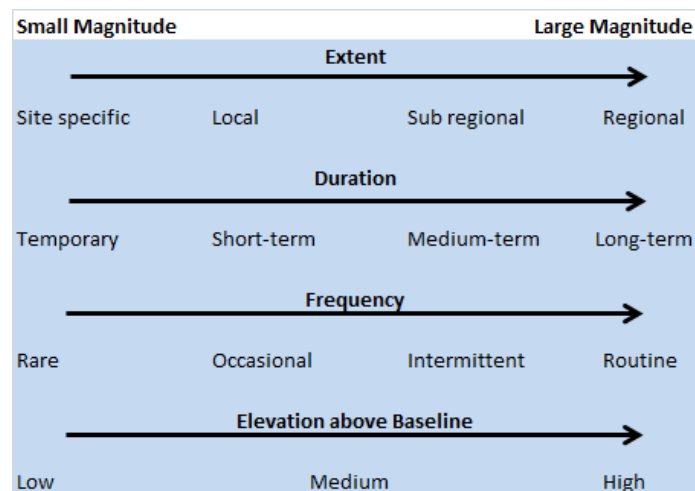 Small Magnitude Large Magnitude
Extent
Site specific Local Sub regional Regional
Duration
Temporary Short-term Medium-term Long-term
Frequency
Rare Occasional Intermittent Routine
Elevation above Baseline
Low Medium High